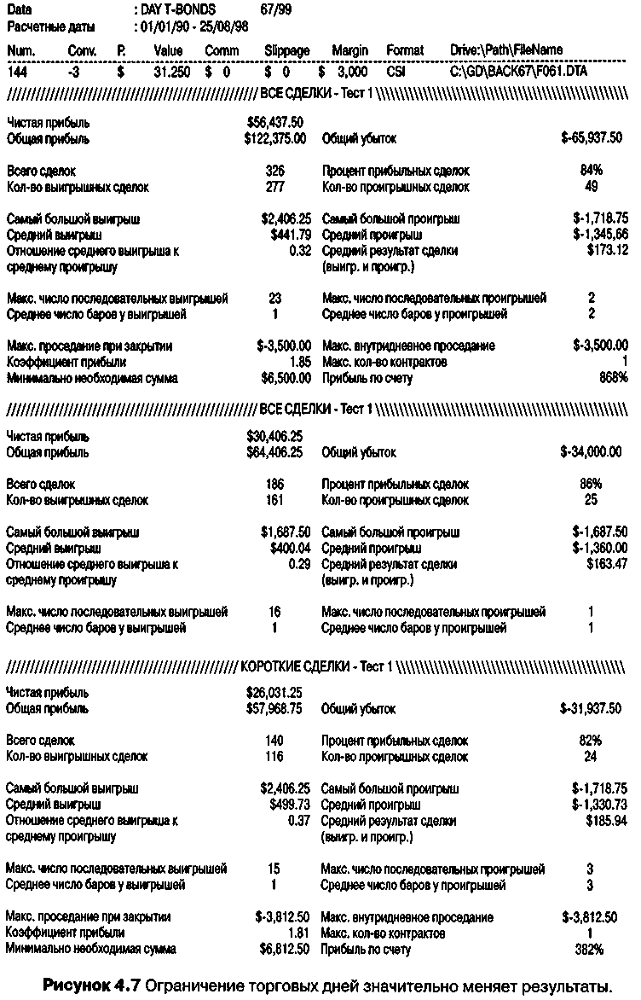 Data : DAY T-BONDS 67/99
Расчетные даты : 01/01/90 - 25/08/98
Num. Conv. P. Value Comm Slippage Margin Format Drive:\Path\FileName
144 -3 $ 31.250 $ 0 $ 0 $ 3,000 CSI C:\GD\BACK67\F061.DTA
////////////////////////////////////////////////// ВСЕ СДЕЛКИ - Тест 1 \\\\\\\\\\\\\\\\\\\\\\\\\\\\\\\\\\\\\\\\\\\\\\\\\\
Чистая прибыль $56,437.50
Общая прибыль $122,375.00 Общий убыток $-65,937.50
Всего сделок 326 Процент прибыльных сделок 84%
Кол-во выигрышных сделок 277 Кол-во проигрышных сделок 49
Самый большой выигрыш $2,406.25 Самый большой проигрыш $-1,718.75
Средний выигрыш $441.79 Средний проигрыш $-1,345,66
Отношение среднего выигрыша к 0.32 Средний результат сделки $173.12
среднему проигрышу (выигр. и проигр.)
Макс. число последовательных выигрышей 23 Макс. число последовательных проигрышей 2
Среднее число баров у выигрышей 1 Среднее число баров у проигрышей 2
Макс. проседание при закрытии $-3,500.00 Макс. внутридневное проседание $-3,500.00
Коэффициент прибыли 1.85 Макс. кол-во контрактов 1
Минимально необходимая сумма $6,500.00 Прибыль по счету 868%
////////////////////////////////////////////////// ВСЕ СДЕЛКИ - Тест 1 \\\\\\\\\\\\\\\\\\\\\\\\\\\\\\\\\\\\\\\\\\\\\\\\\\
Чистая прибыль $30,406.25
Общая прибыль $64,406.25 Общий убыток $-34,000.00
Всего сделок 186 Процент прибыльных сделок 86%
Кол-во выигрышных сделок 161 Кол-во проигрышных сделок 25
Самый большой выигрыш $1,687.50 Самый большой проигрыш $-1,687.50
Средний выигрыш $400.04 Средний проигрыш $-1,360.00
Отношение среднего выигрыша к 0.29 Средний результат сделки $163.47
среднему проигрышу (выигр. и проигр.)
Макс. число последовательных выигрышей 16 Макс. число последовательных проигрышей 1
Среднее число баров у выигрышей 1 Среднее число баров у проигрышей 1
////////////////////////////////////////////// КОРОТКИЕ СДЕЛКИ - Тест 1 \\\\\\\\\\\\\\\\\\\\\\\\\\\\\\\\\\\\\\\\\\\\\\
Чистая прибыль $26,031.25
Общая прибыль $57,968.75 Общий убыток $-31,937.50
Всего сделок 140 Процент прибыльных сделок 82%
Кол-во выигрышных сделок 116 Кол-во проигрышных сделок 24
Самый большой выигрыш $2,406.25 Самый большой проигрыш $-1,718.75
Средний выигрыш $499.73 Средний проигрыш $-1,330.73
Отношение среднего выигрыша к 0.37 Средний результат сделки $185.94
среднему проигрышу (выигр. и проигр.)
Макс. число последовательных выигрышей 15 Макс. число последовательных проигрышей 3
Среднее число баров у выигрышей 1 Среднее число баров у проигрышей 3
Макс. проседание при закрытии $-3,812.50 Макс. внутридневное проседание $-3,812.50
Коэффициент прибыли 1.81 Макс. кол-во контрактов 1
Минимально необходимая сумма $6,812.50 Прибыль по счету 382%
Рисунок 4.7 Ограничение торговых дней значительно меняет результаты.